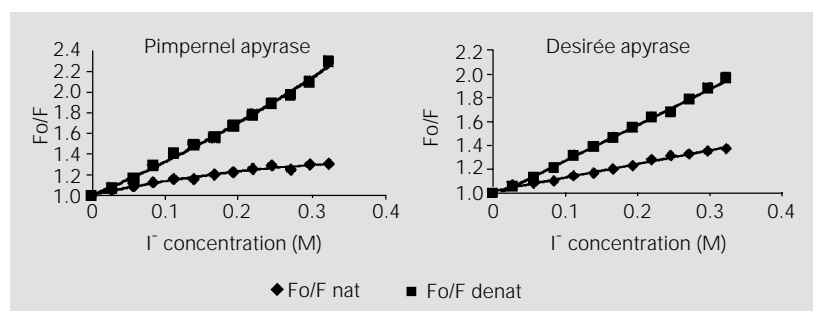 Pimpernel apyrase
2.4
2.2
2.0
1.8
1.6
1.4
1.2
1.0
Fo/F
0 0.1 0.2 0.3 0.4
I⁻ concentration (M)
Desirée apyrase
2.2
2.0
1.8
1.6
1.4
1.2
1.0
Fo/F
0 0.1 0.2 0.3 0.4
I⁻ concentration (M)
Fo/F nat Fo/F denat